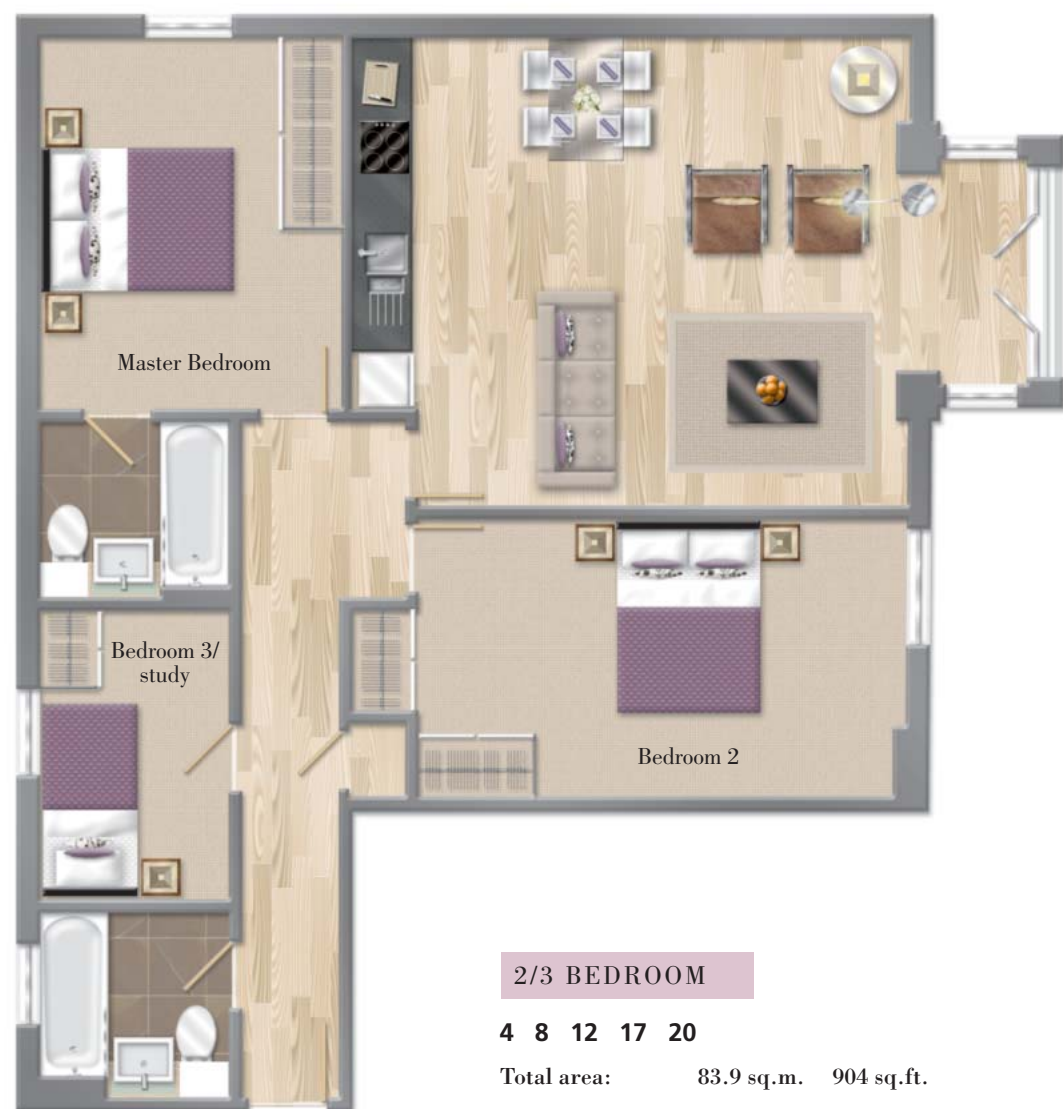 Master Bedroom
Bedroom 3/
study
Bedroom 2
2/3 BEDROOM
4 8 12 17 20
Total area: 83.9 sq.m. 904 sq.ft.